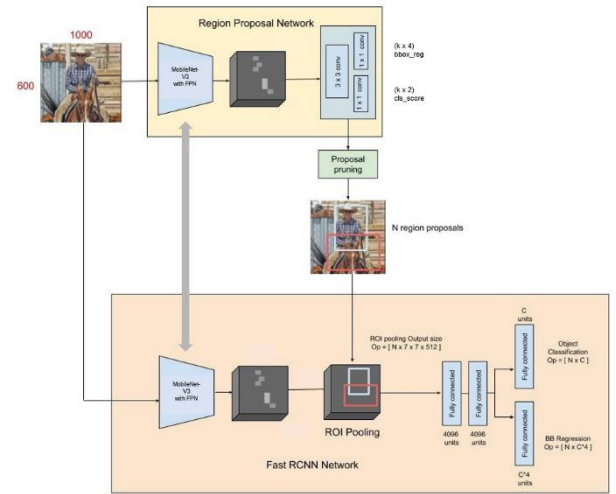 Region Proposal Network
1000
600
MobileNet-
V3
with FPN
3 x 3 conv
1 x 1 conv
1 x 1 conv
(k x 4)
bbox_reg
(k x 2)
cls_score
Proposal
pruning
N region proposals
MobileNet-
V3
with FPN
ROI pooling Output size
Op = [ N x 7 x 7 x 512 ]
ROI Pooling
Fully connected
4096
units
Fully connected
4096
units
C
units
Fully connected
Object
Classification
Op = [ N x C ]
Fully connected
C*4
units
BB Regression
Op = [ N x C*4 ]
Fast RCNN Network